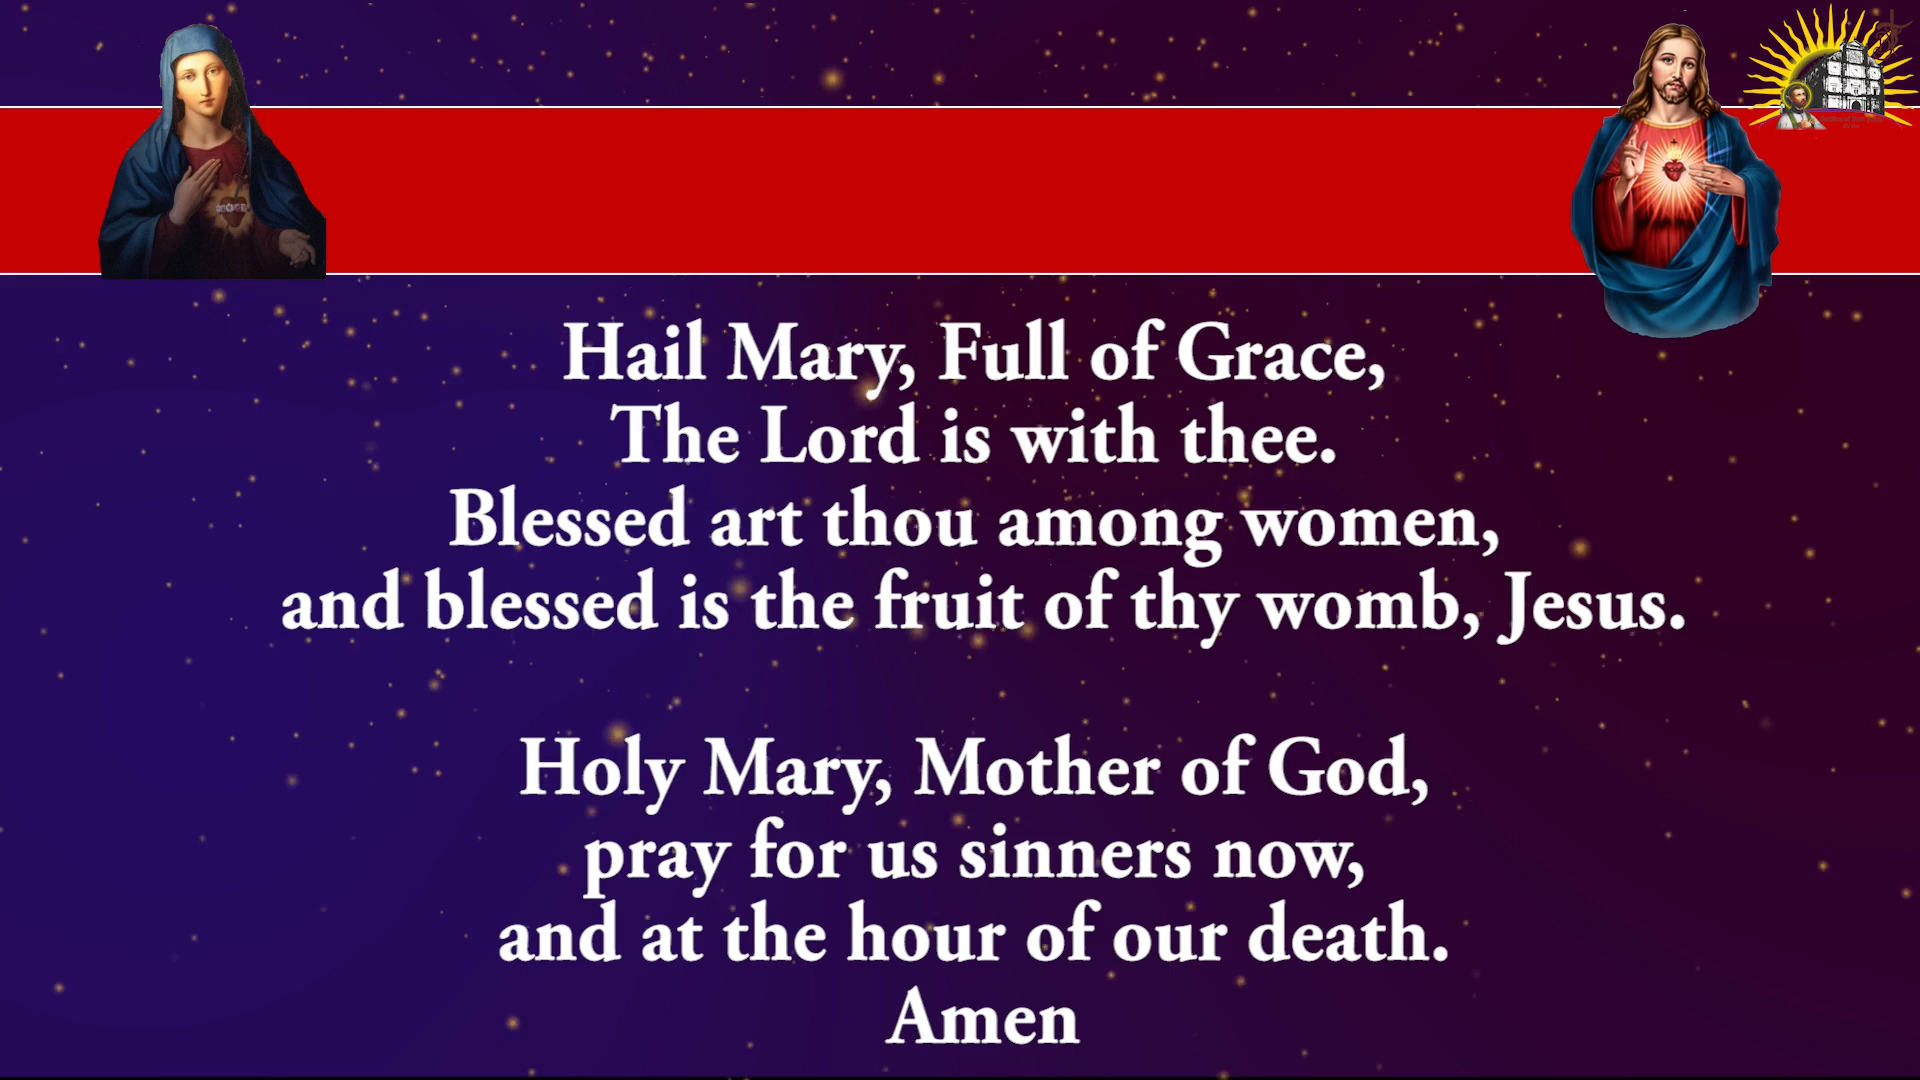 Hail Mary, Full of Grace,
The Lord is with thee.
Blessed art thou among women,
and blessed is the fruit of thy womb, Jesus.
Holy Mary, Mother of God,
pray for us sinners now,
and at the hour of our death.
Amen